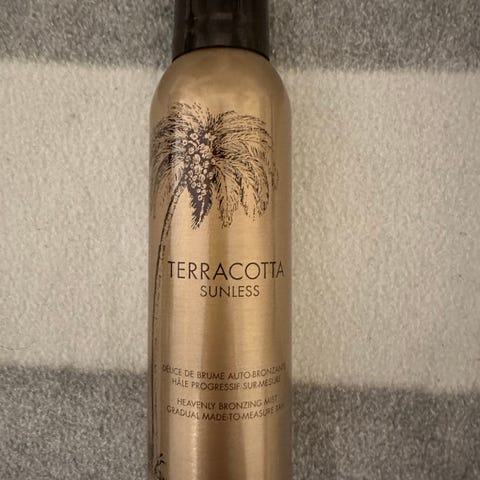 TERRACOTTA
SUNLESS
DÉLICE DE BRUME AUTO-BRONZANTE
HÂLE PROGRESSIF SUR-MESURE
HEAVENLY BRONZING MIST
GRADUAL MADE-TO-MEASURE TAN